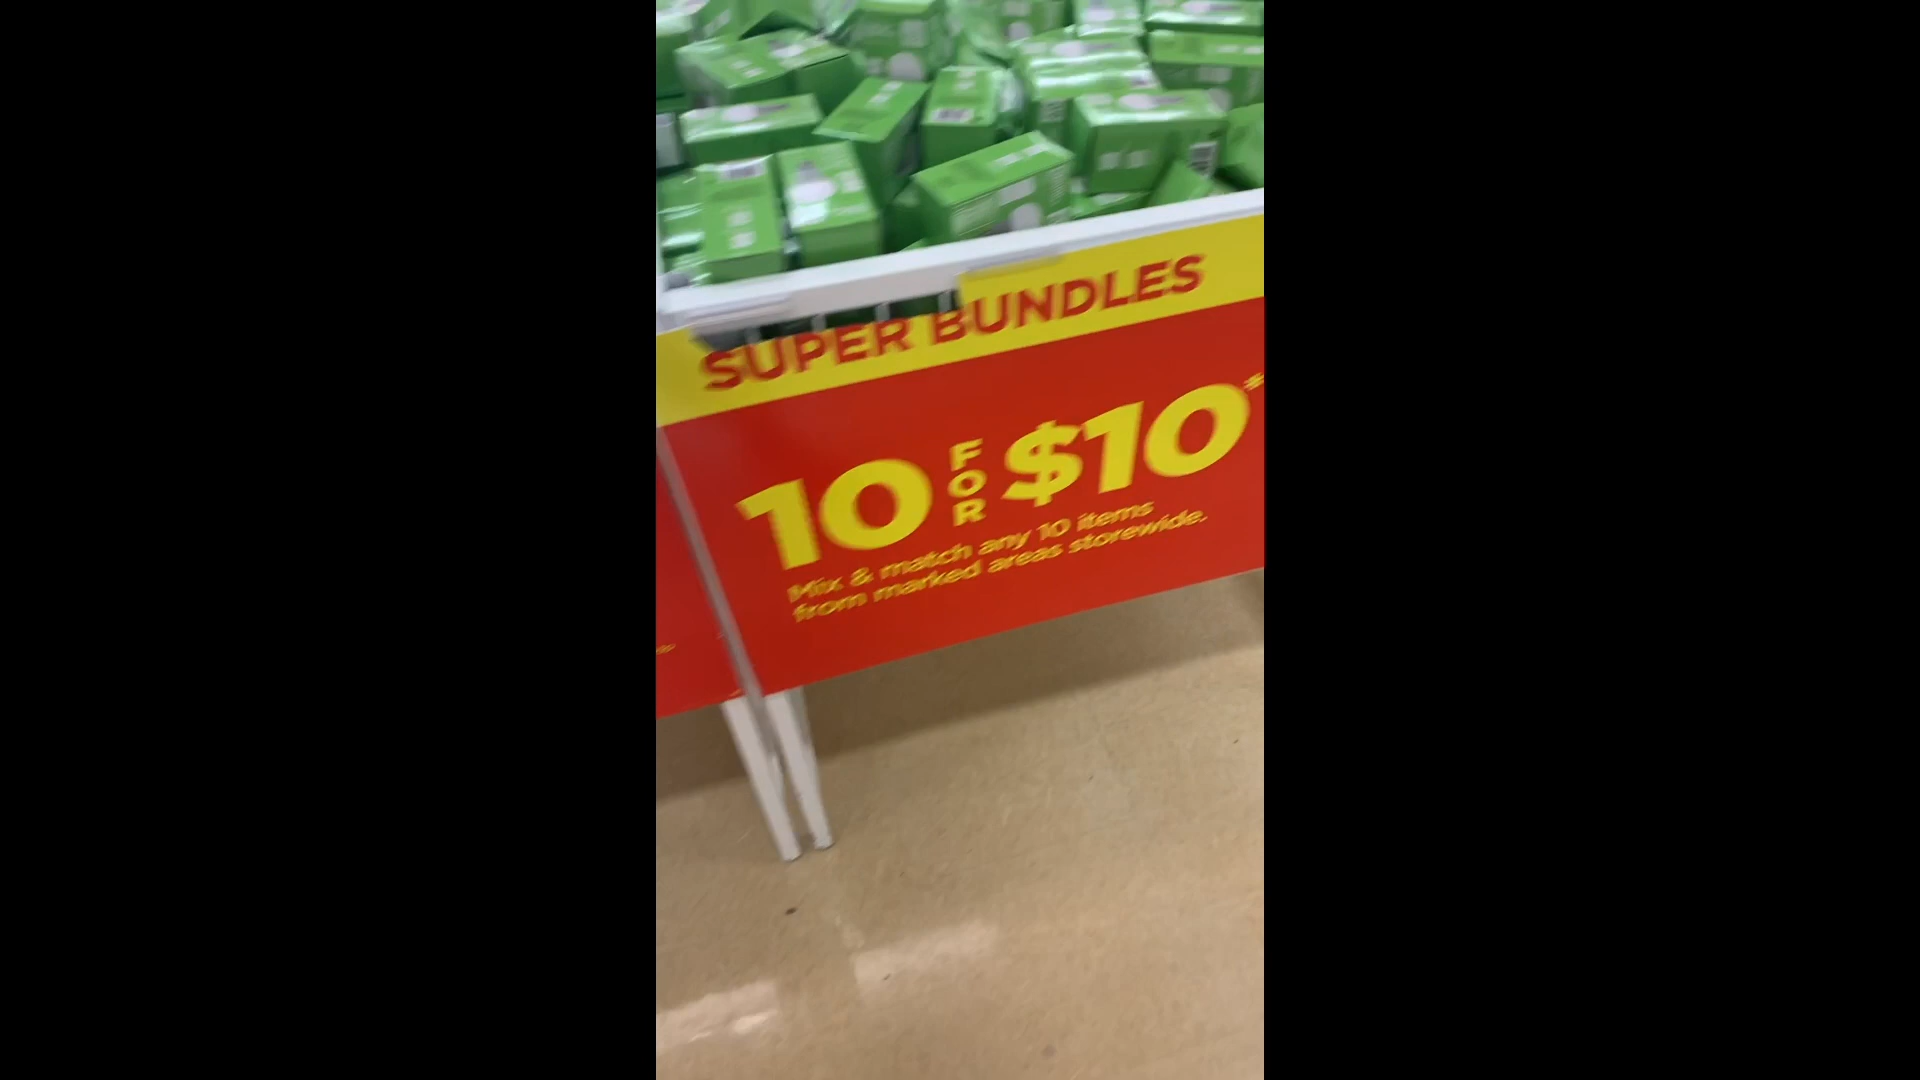 SUPER BUNDLES
10 FOR $10*
Mix & match any 10 items
from marked areas storewide.